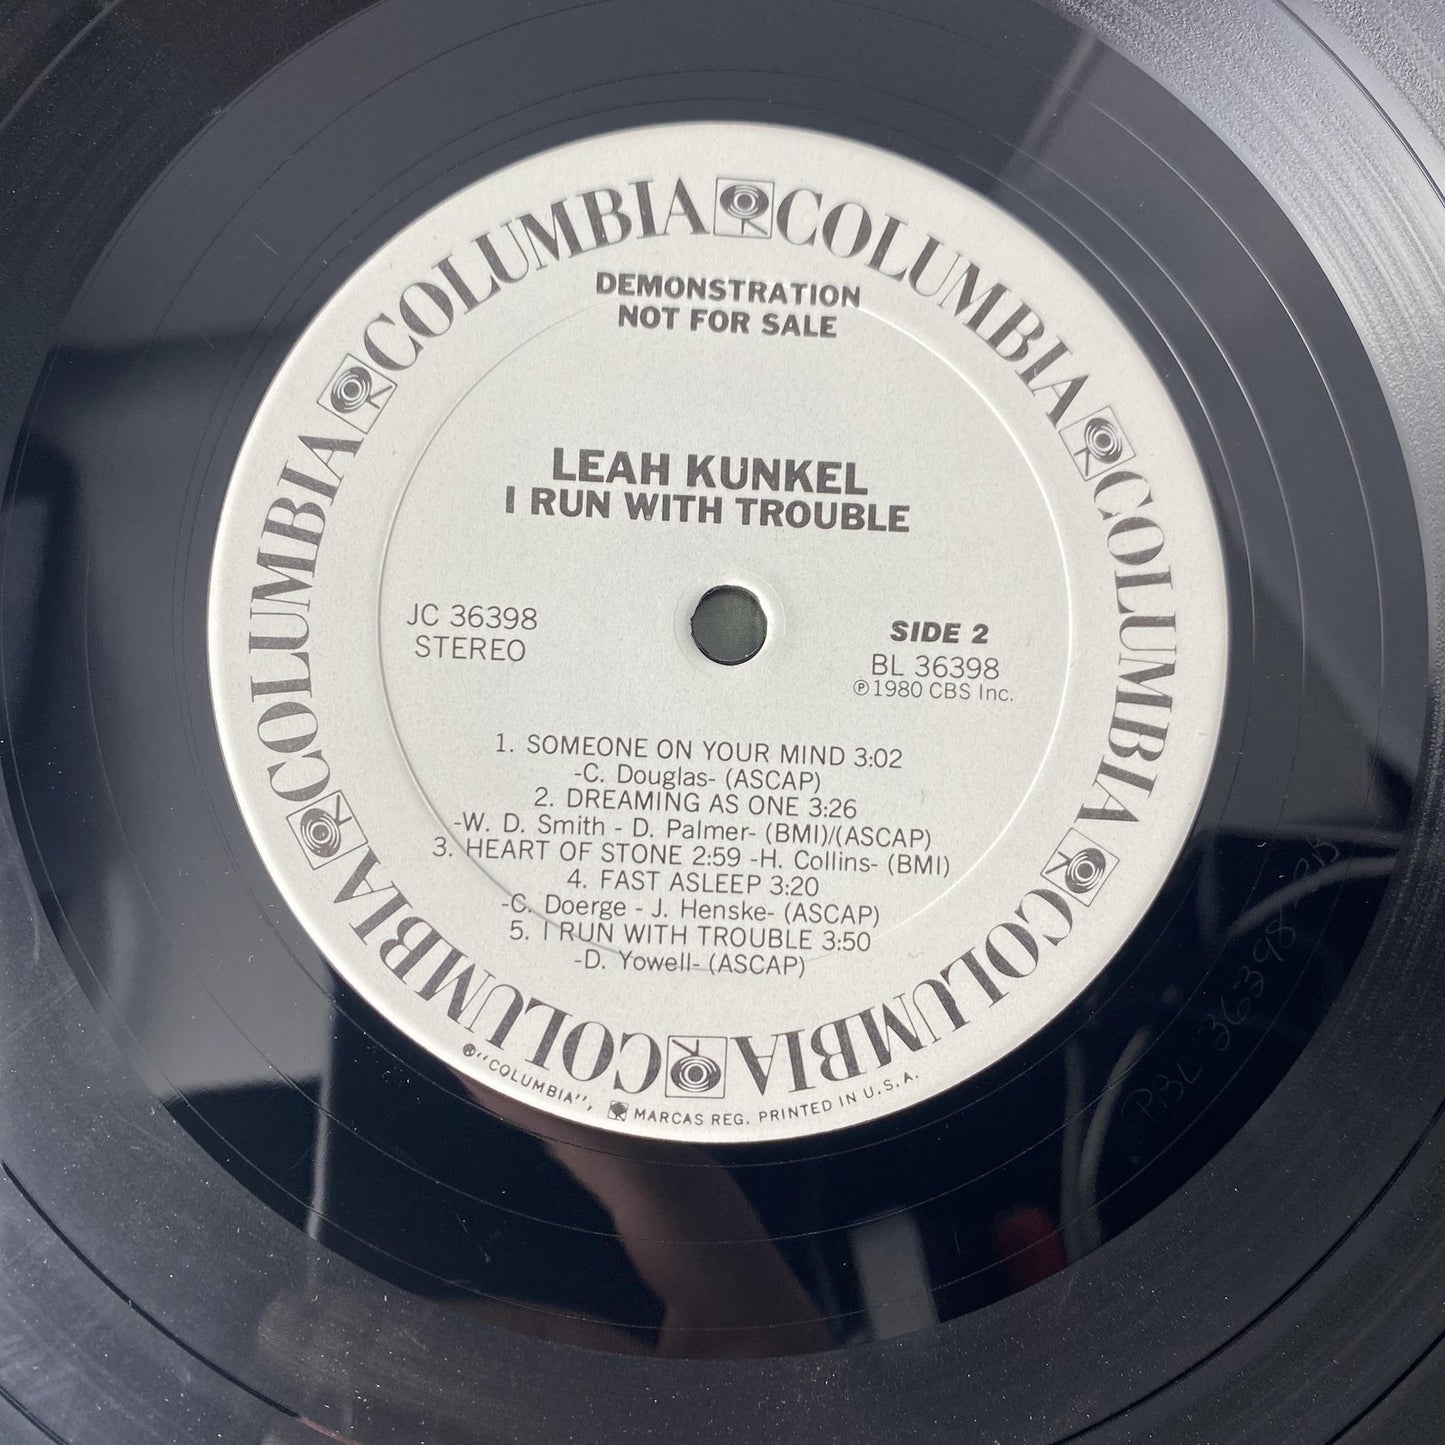 COLUMBIA COLUMBIA COLUMBIA COLUMBIA COLUMBIA COLUMBIA
DEMONSTRATION
NOT FOR SALE
LEAH KUNKEL
I RUN WITH TROUBLE
JC 36398
STEREO
SIDE 2
BL 36398
℗ 1980 CBS Inc.
1. SOMEONE ON YOUR MIND 3:02
-C. Douglas- (ASCAP)
2. DREAMING AS ONE 3:26
-W. D. Smith - D. Palmer- (BMI)/(ASCAP)
3. HEART OF STONE 2:59 -H. Collins- (BMI)
4. FAST ASLEEP 3:20
-C. Doerge - J. Henske- (ASCAP)
5. I RUN WITH TROUBLE 3:50
-D. Yowell- (ASCAP)
®"COLUMBIA", MARCAS REG. PRINTED IN U.S.A.
PBL 36398